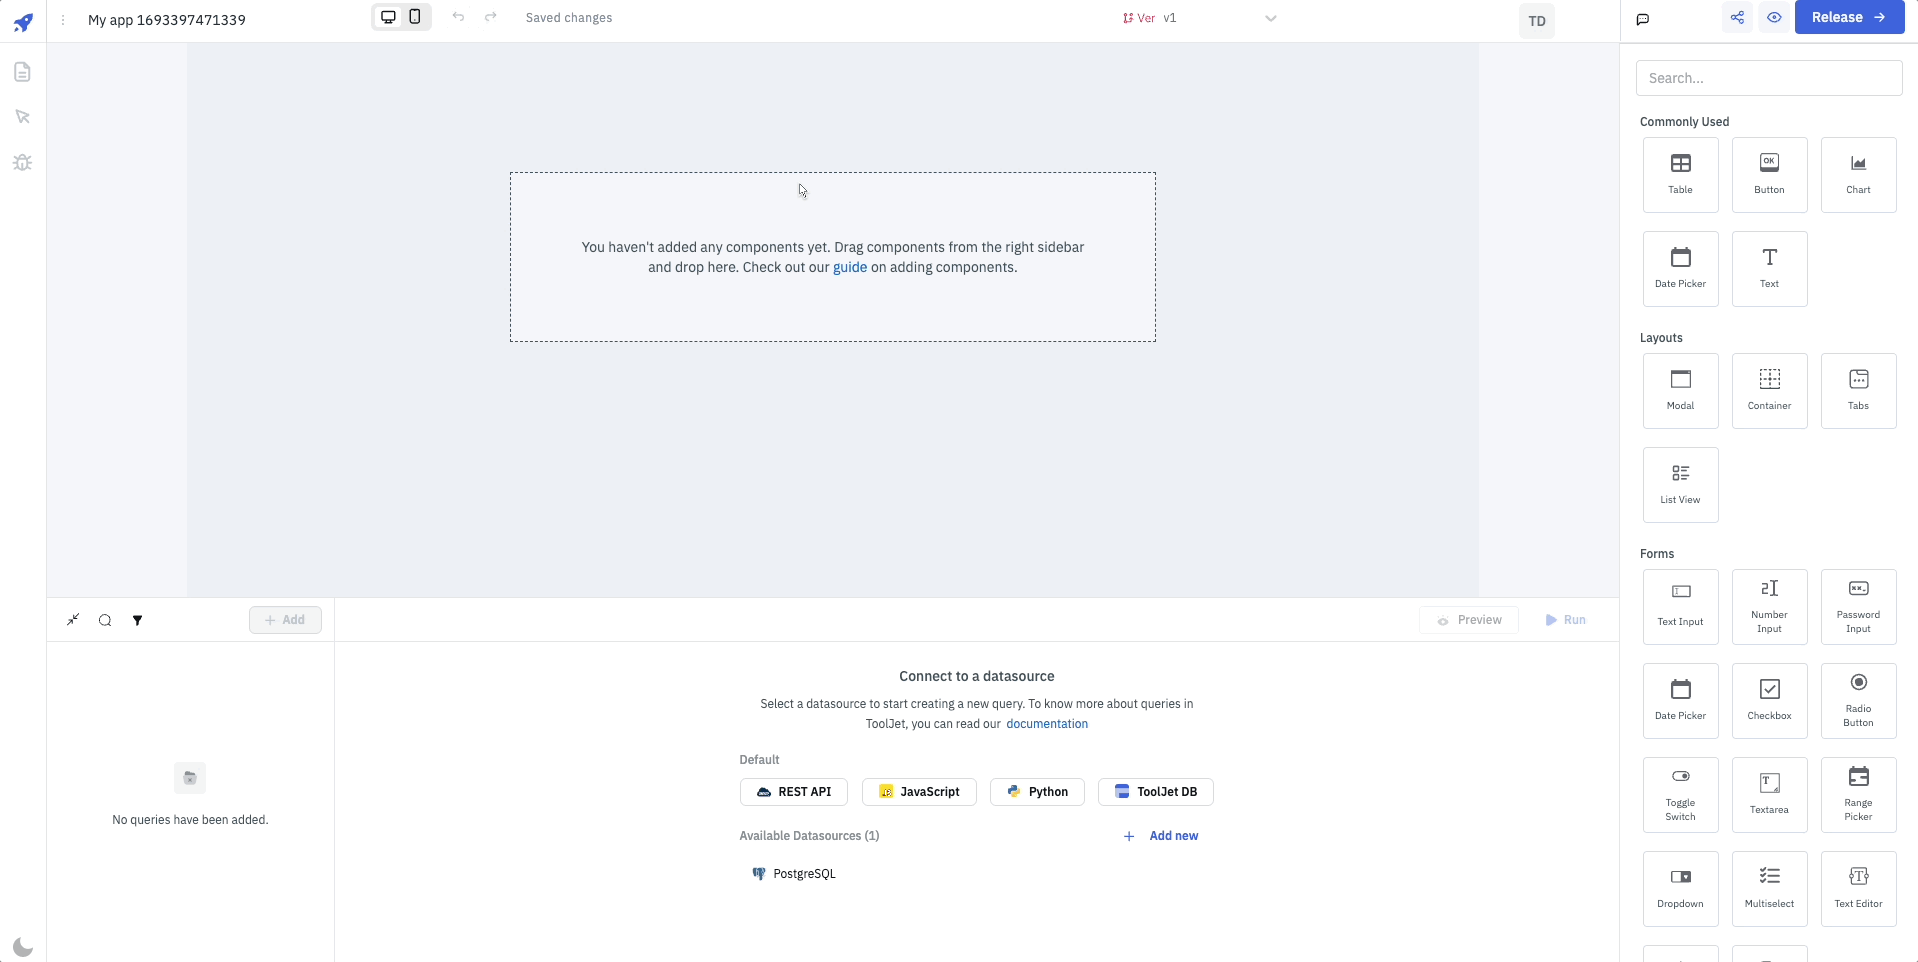 My app 1693397471339
Saved changes
Ver v1
TD
Release
Search...
Commonly Used
Table
Button
Chart
Date Picker
Text
Layouts
Modal
Container
Tabs
List View
Forms
Text Input
Number
Input
Password
Input
Date Picker
Checkbox
Radio
Button
Toggle
Switch
Textarea
Range
Picker
Dropdown
Multiselect
Text Editor
You haven't added any components yet. Drag components from the right sidebar
and drop here. Check out our guide on adding components.
+ Add
Preview
Run
No queries have been added.
Connect to a datasource
Select a datasource to start creating a new query. To know more about queries in
ToolJet, you can read our documentation
Default
REST API
JavaScript
Python
ToolJet DB
Available Datasources (1)
+ Add new
PostgreSQL